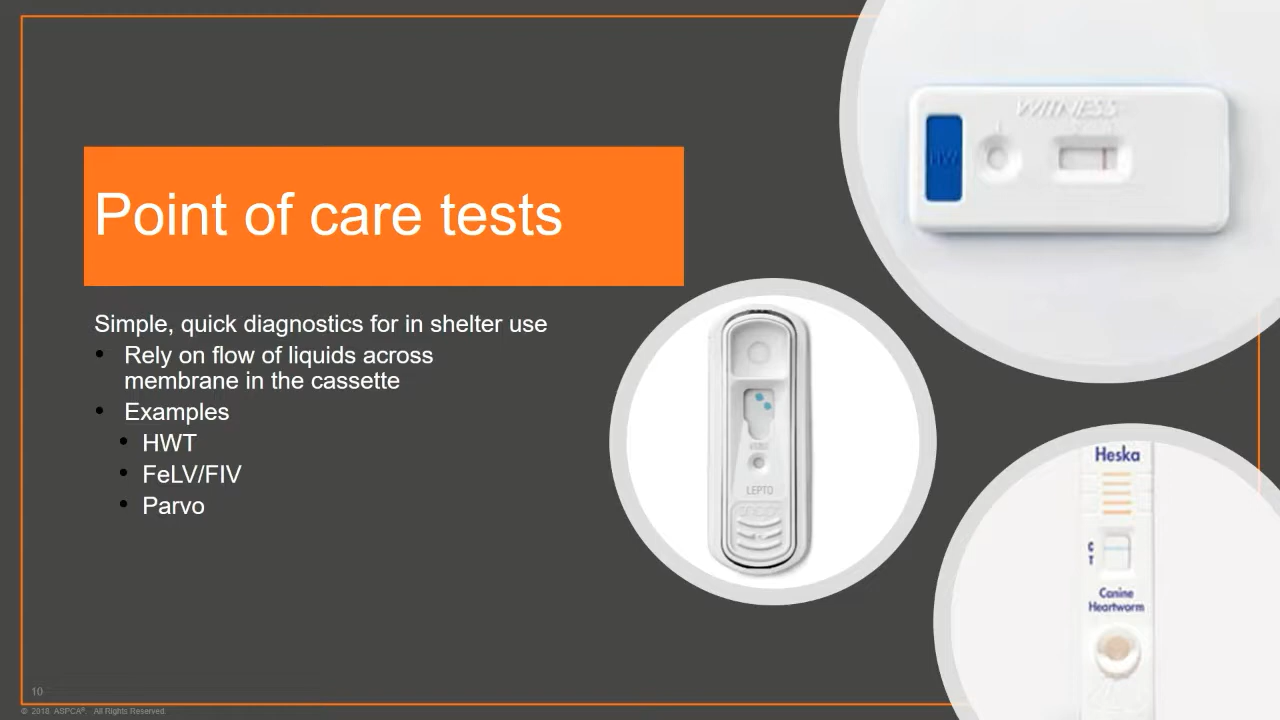 Point of care tests
Simple, quick diagnostics for in shelter use
• Rely on flow of liquids across
membrane in the cassette
• Examples
• HWT
• FeLV/FIV
• Parvo
WITNESS
HW
LEPTO
SNAP
Heska
C
T
Canine
Heartworm
10
© 2018. ASPCA®. All Rights Reserved.